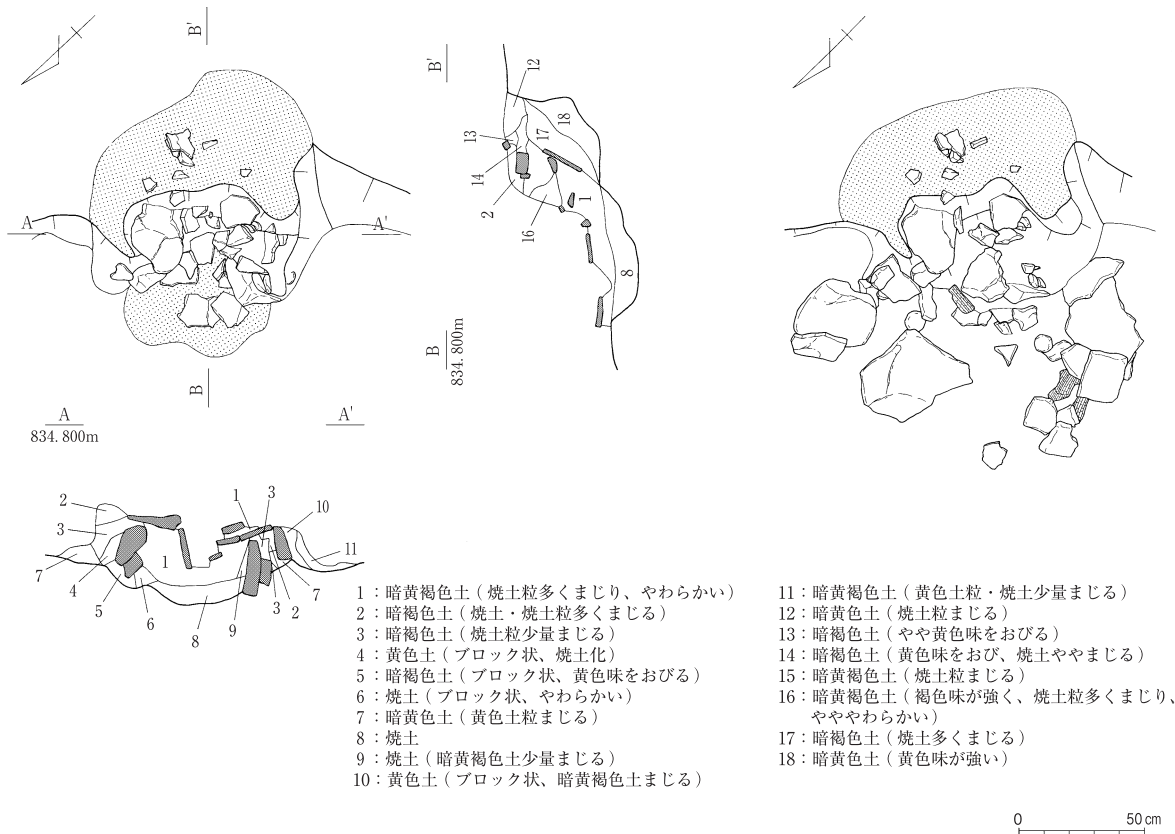 B'
A
A'
B
B'
12
18
13
17
14
2
1
16
8
B
834.800m
A
834.800m
A'
2
3
7
4
5
6
8
9
1
1
3
10
11
7
2
3
1：暗黄褐色土（焼土粒多くまじり、やわらかい）
2：暗褐色土（焼土・焼土粒多くまじる）
3：暗褐色土（焼土粒少量まじる）
4：黄色土（ブロック状、焼土化）
5：暗褐色土（ブロック状、黄色味をおびる）
6：焼土（ブロック状、やわらかい）
7：暗黄色土（黄色土粒まじる）
8：焼土
9：焼土（暗黄褐色土少量まじる）
10：黄色土（ブロック状、暗黄褐色土まじる）
11：暗黄褐色土（黄色土粒・焼土少量まじる）
12：暗黄色土（焼土粒まじる）
13：暗褐色土（やや黄色味をおびる）
14：暗褐色土（黄色味をおび、焼土ややまじる）
15：暗黄褐色土（焼土粒まじる）
16：暗黄褐色土（褐色味が強く、焼土粒多くまじり、
やややわらかい）
17：暗褐色土（焼土多くまじる）
18：暗黄色土（黄色味が強い）
0 50cm